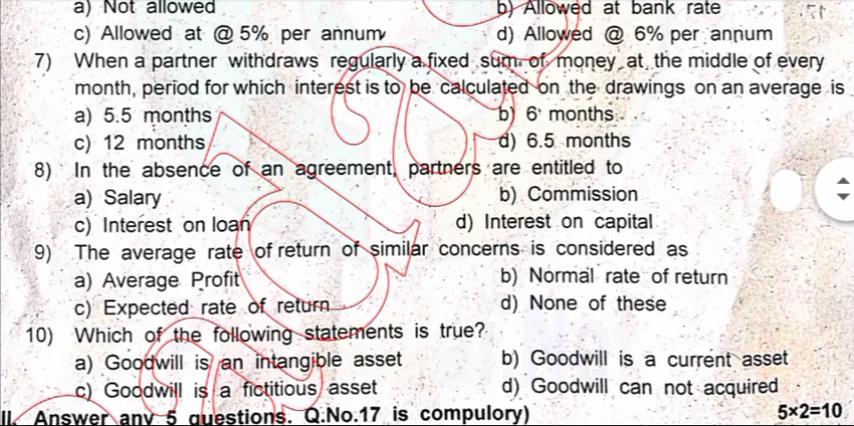 a) Not allowed b) Allowed at bank rate
c) Allowed at @ 5% per annum d) Allowed @ 6% per annum
7) When a partner withdraws regularly a fixed sum of money at the middle of every
month, period for which interest is to be calculated on the drawings on an average is
a) 5.5 months b) 6 months
c) 12 months d) 6.5 months
8) In the absence of an agreement, partners are entitled to
a) Salary b) Commission
c) Interest on loan d) Interest on capital
9) The average rate of return of similar concerns is considered as
a) Average Profit b) Normal rate of return
c) Expected rate of return d) None of these
10) Which of the following statements is true?
a) Goodwill is an intangible asset b) Goodwill is a current asset
c) Goodwill is a fictitious asset d) Goodwill can not acquired
II. Answer any 5 questions. Q.No.17 is compulory) 5×2=10